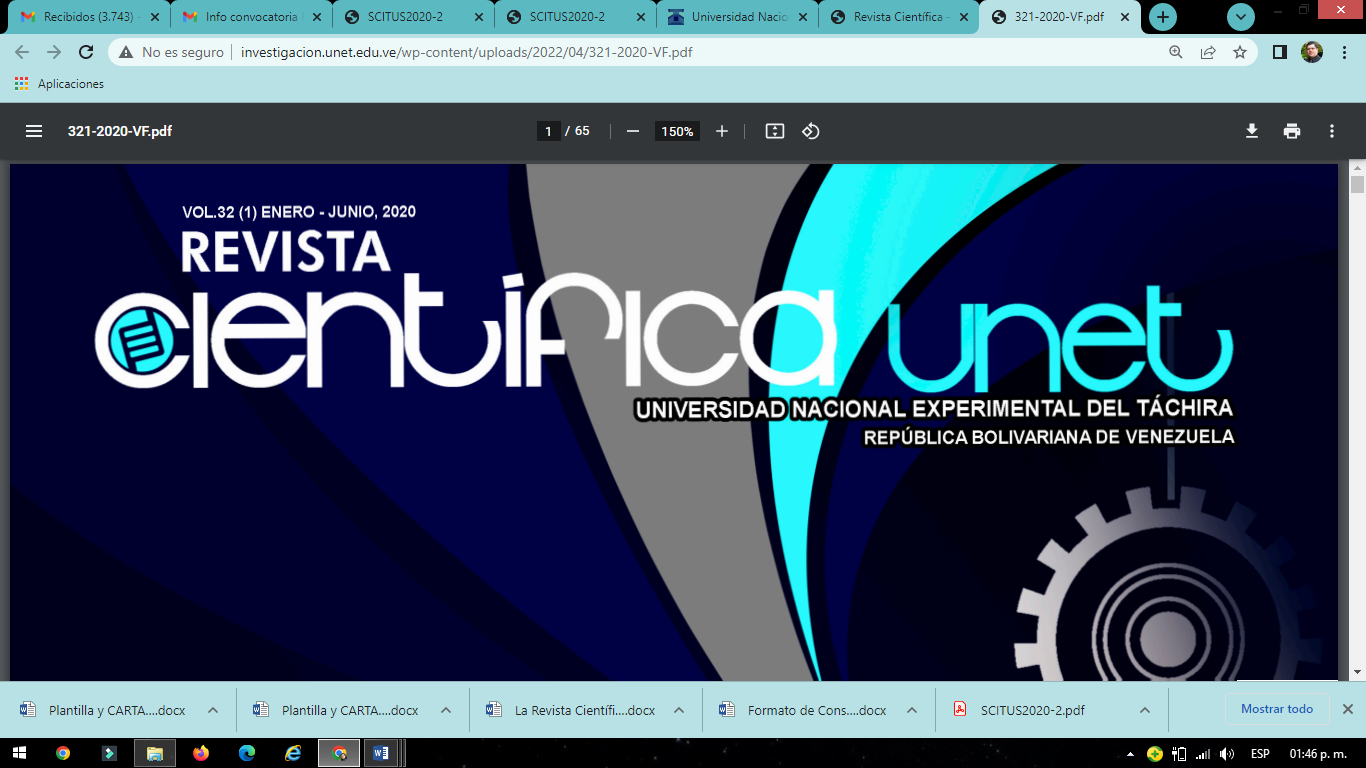 Recibidos (3.743) -
Info convocatoria
SCITUS2020-2
SCITUS2020-2
Universidad Nacio
Revista Científica -
321-2020-VF.pdf
No es seguro
investigacion.unet.edu.ve/wp-content/uploads/2022/04/321-2020-VF.pdf
Aplicaciones
321-2020-VF.pdf
1 / 65
150%
VOL.32 (1) ENERO - JUNIO, 2020
REVISTA
científica unet
UNIVERSIDAD NACIONAL EXPERIMENTAL DEL TÁCHIRA
REPÚBLICA BOLIVARIANA DE VENEZUELA
Plantilla y CARTA....docx
Plantilla y CARTA....docx
La Revista Científi....docx
Formato de Cons....docx
SCITUS2020-2.pdf
Mostrar todo
ESP
01:46 p. m.